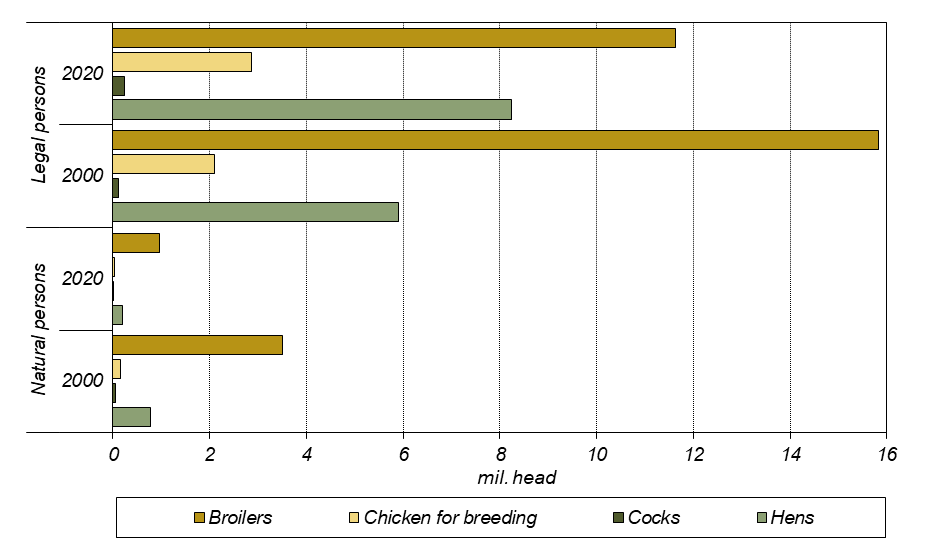 Legal persons
2020
2000
Natural persons
2020
2000
0 2 4 6 8 10 12 14 16
mil. head
Broilers Chicken for breeding Cocks Hens